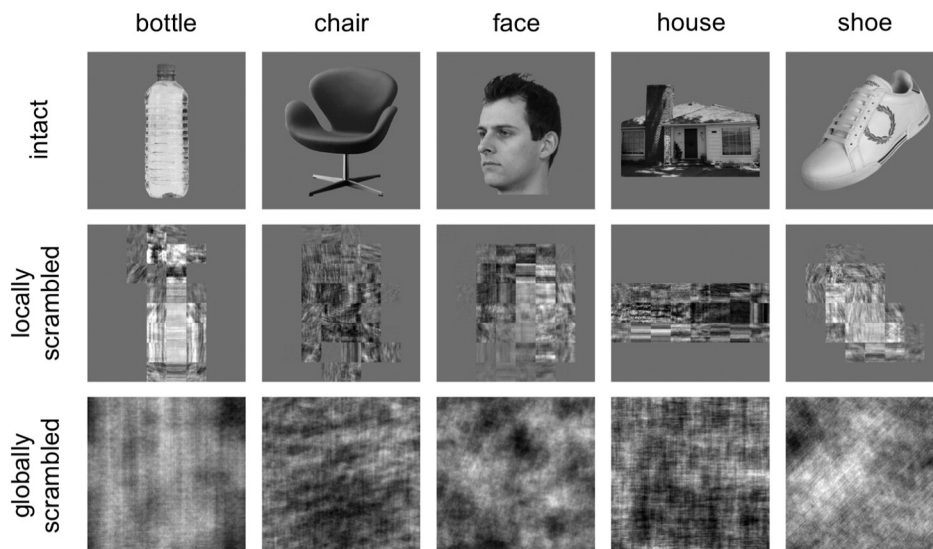 bottle
chair
face
house
shoe
intact
locally
scrambled
globally
scrambled